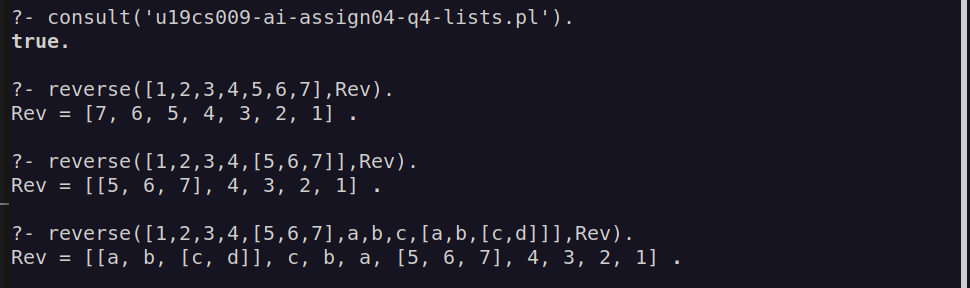 ?- consult('u19cs009-ai-assign04-q4-lists.pl').
true.
?- reverse([1,2,3,4,5,6,7],Rev).
Rev = [7, 6, 5, 4, 3, 2, 1] .
?- reverse([1,2,3,4,[5,6,7]],Rev).
Rev = [[5, 6, 7], 4, 3, 2, 1] .
?- reverse([1,2,3,4,[5,6,7],a,b,c,[a,b,[c,d]]],Rev).
Rev = [[a, b, [c, d]], c, b, a, [5, 6, 7], 4, 3, 2, 1] .